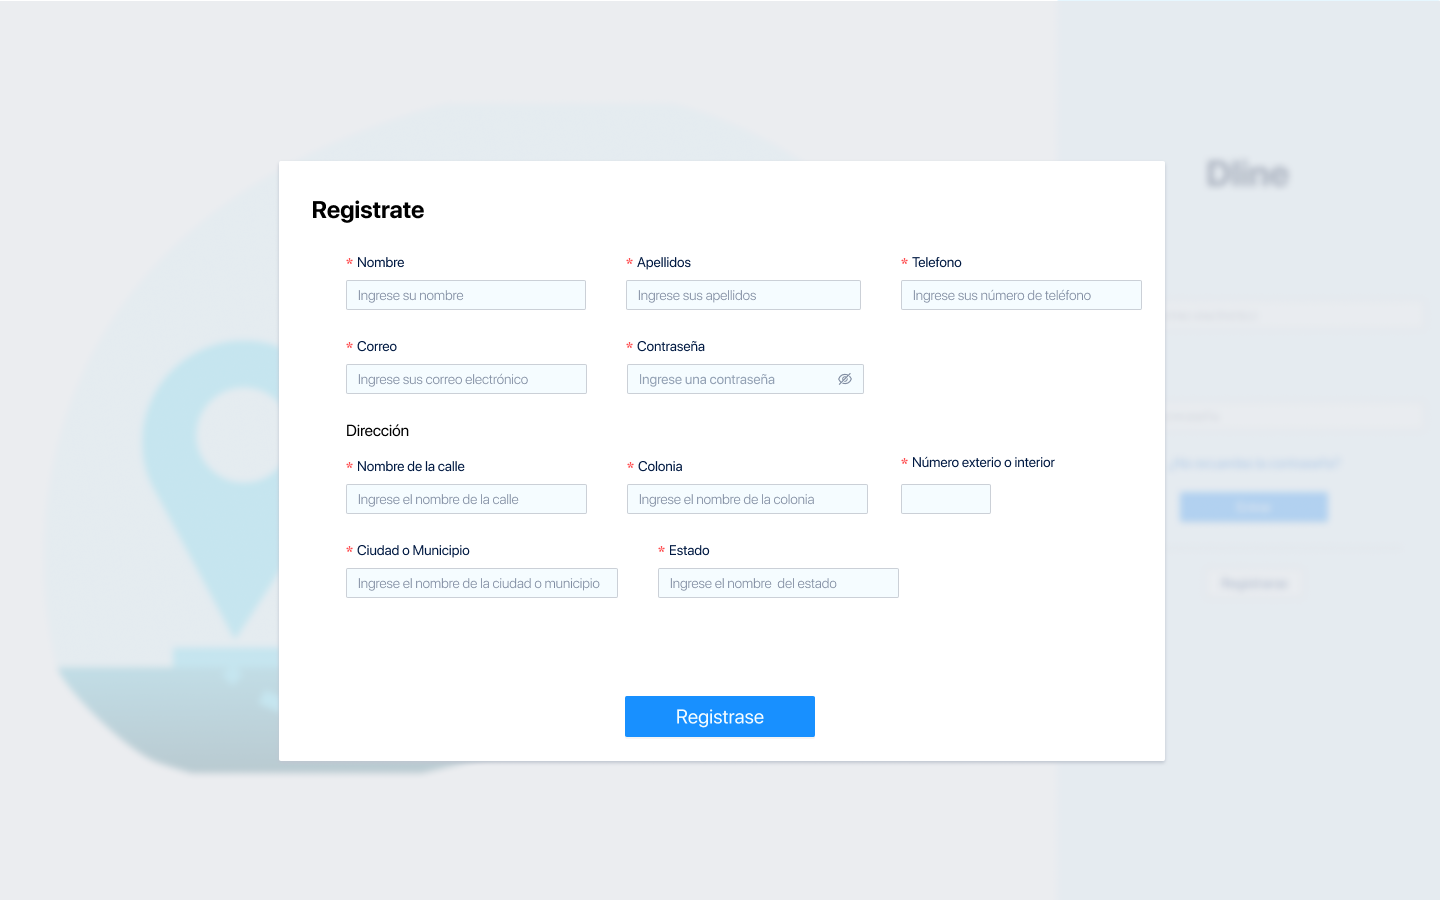 Dline
Registrate
* Nombre
* Apellidos
* Telefono
Ingrese su nombre
Ingrese sus apellidos
Ingrese sus número de teléfono
* Correo
* Contraseña
Ingrese sus correo electrónico
Ingrese una contraseña
Dirección
* Nombre de la calle
* Colonia
* Número exterio o interior
Ingrese el nombre de la calle
Ingrese el nombre de la colonia
* Ciudad o Municipio
* Estado
Ingrese el nombre de la ciudad o municipio
Ingrese el nombre  del estado
Registrarse
Registrase